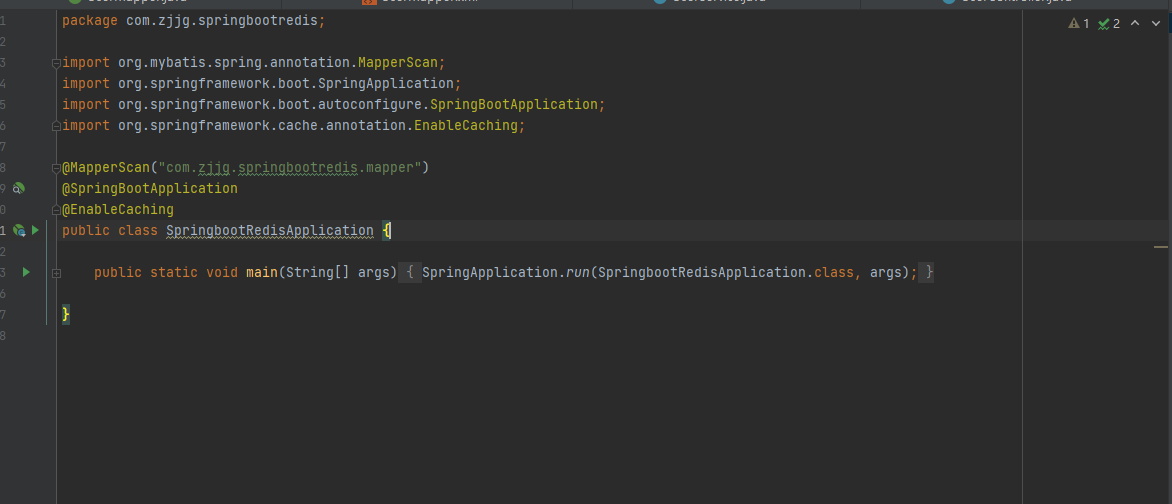 1 package com.zjjg.springbootredis;
1 2
2
3 import org.mybatis.spring.annotation.MapperScan;
4 import org.springframework.boot.SpringApplication;
5 import org.springframework.boot.autoconfigure.SpringBootApplication;
6 import org.springframework.cache.annotation.EnableCaching;
7
8 @MapperScan("com.zjjg.springbootredis.mapper")
9 @SpringBootApplication
0 @EnableCaching
1 public class SpringbootRedisApplication {
2
3 public static void main(String[] args) { SpringApplication.run(SpringbootRedisApplication.class, args); }
6
7 }
8